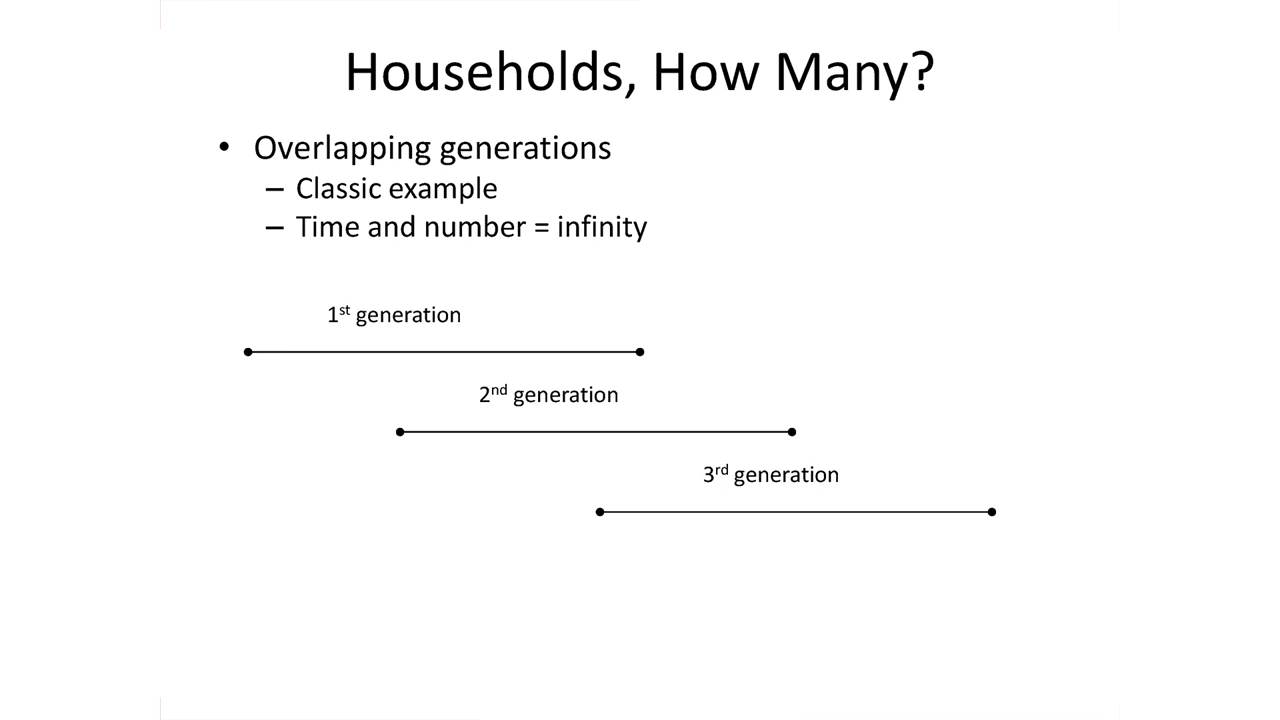 Households, How Many?
• Overlapping generations
– Classic example
– Time and number = infinity
1st generation
2nd generation
3rd generation